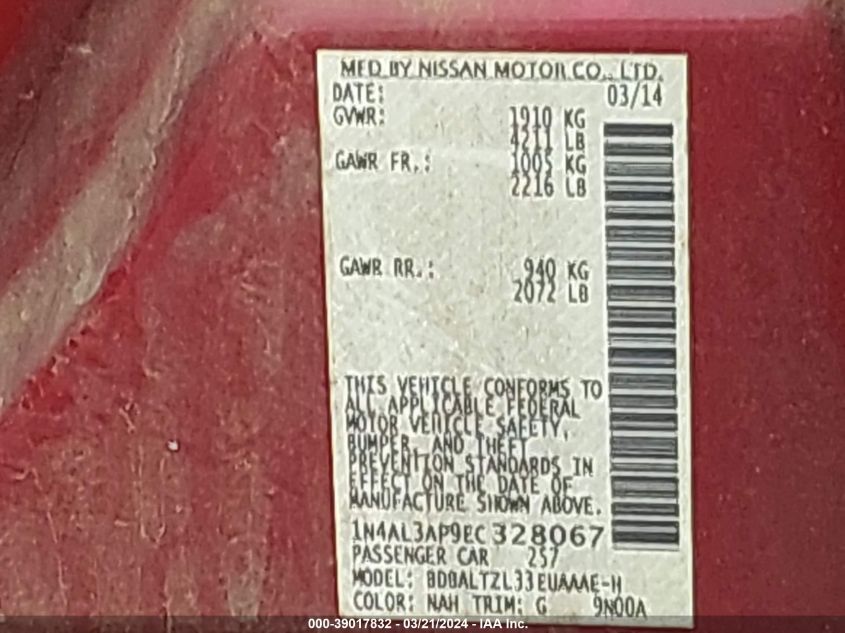 MFD BY NISSAN MOTOR CO., LTD.
DATE: 03/14
GVWR: 1910 KG
4211 LB
GAWR FR.: 1005 KG
2216 LB
GAWR RR.: 940 KG
2072 LB
THIS VEHICLE CONFORMS TO
ALL APPLICABLE FEDERAL
MOTOR VEHICLE SAFETY,
BUMPER, AND THEFT
PREVENTION STANDARDS IN
EFFECT ON THE DATE OF
MANUFACTURE SHOWN ABOVE.
1N4AL3AP9EC328067
PASSENGER CAR 257
MODEL: BDBALTZL33EUAAAE-H
COLOR: NAH TRIM: G 9N00A
000-39017832 - 03/21/2024 - IAA Inc.